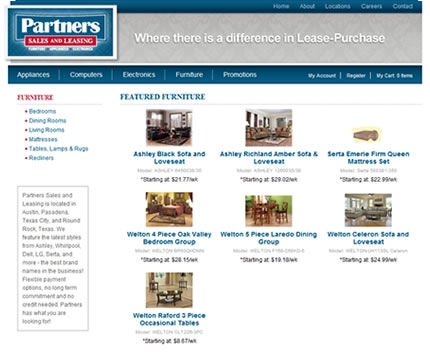 Home About Locations Careers Contact
Partners
SALES AND LEASING
FURNITURE APPLIANCES ELECTRONICS
Where there is a difference in Lease-Purchase
Appliances Computers Electronics Furniture Promotions My Account Register My Cart: 0 Items
FURNITURE
Bedrooms
Dining Rooms
Living Rooms
Mattresses
Tables, Lamps & Rugs
Recliners
Partners Sales and
Leasing is located in
Austin, Pasadena,
Texas City, and Round
Rock, Texas. We
feature the latest styles
from Ashley, Whirlpool,
Dell, LG, Serta, and
more - the best brand
names in the business!
Flexible payment
options, no long term
commitment and no
credit needed. Partners
has what you are
looking for!
FEATURED FURNITURE
Ashley Black Sofa and
Loveseat
Model: ASHLEY
*Starting at: $21.77/wk
Ashley Richland Amber Sofa &
Loveseat
Model: ASHLEY
*Starting at: $29.02/wk
Serta Emerie Firm Queen
Mattress Set
Model: Serta
*Starting at: $22.99/wk
Welton 4 Piece Oak Valley
Bedroom Group
Model: WELTON
*Starting at: $28.15/wk
Welton 5 Piece Laredo Dining
Group
Model: WELTON
*Starting at: $19.18/wk
Welton Celeron Sofa and
Loveseat
Model:
*Starting at: $24.99/wk
Welton Raford 3 Piece
Occasional Tables
Model: WELTON
*Starting at: $8.67/wk